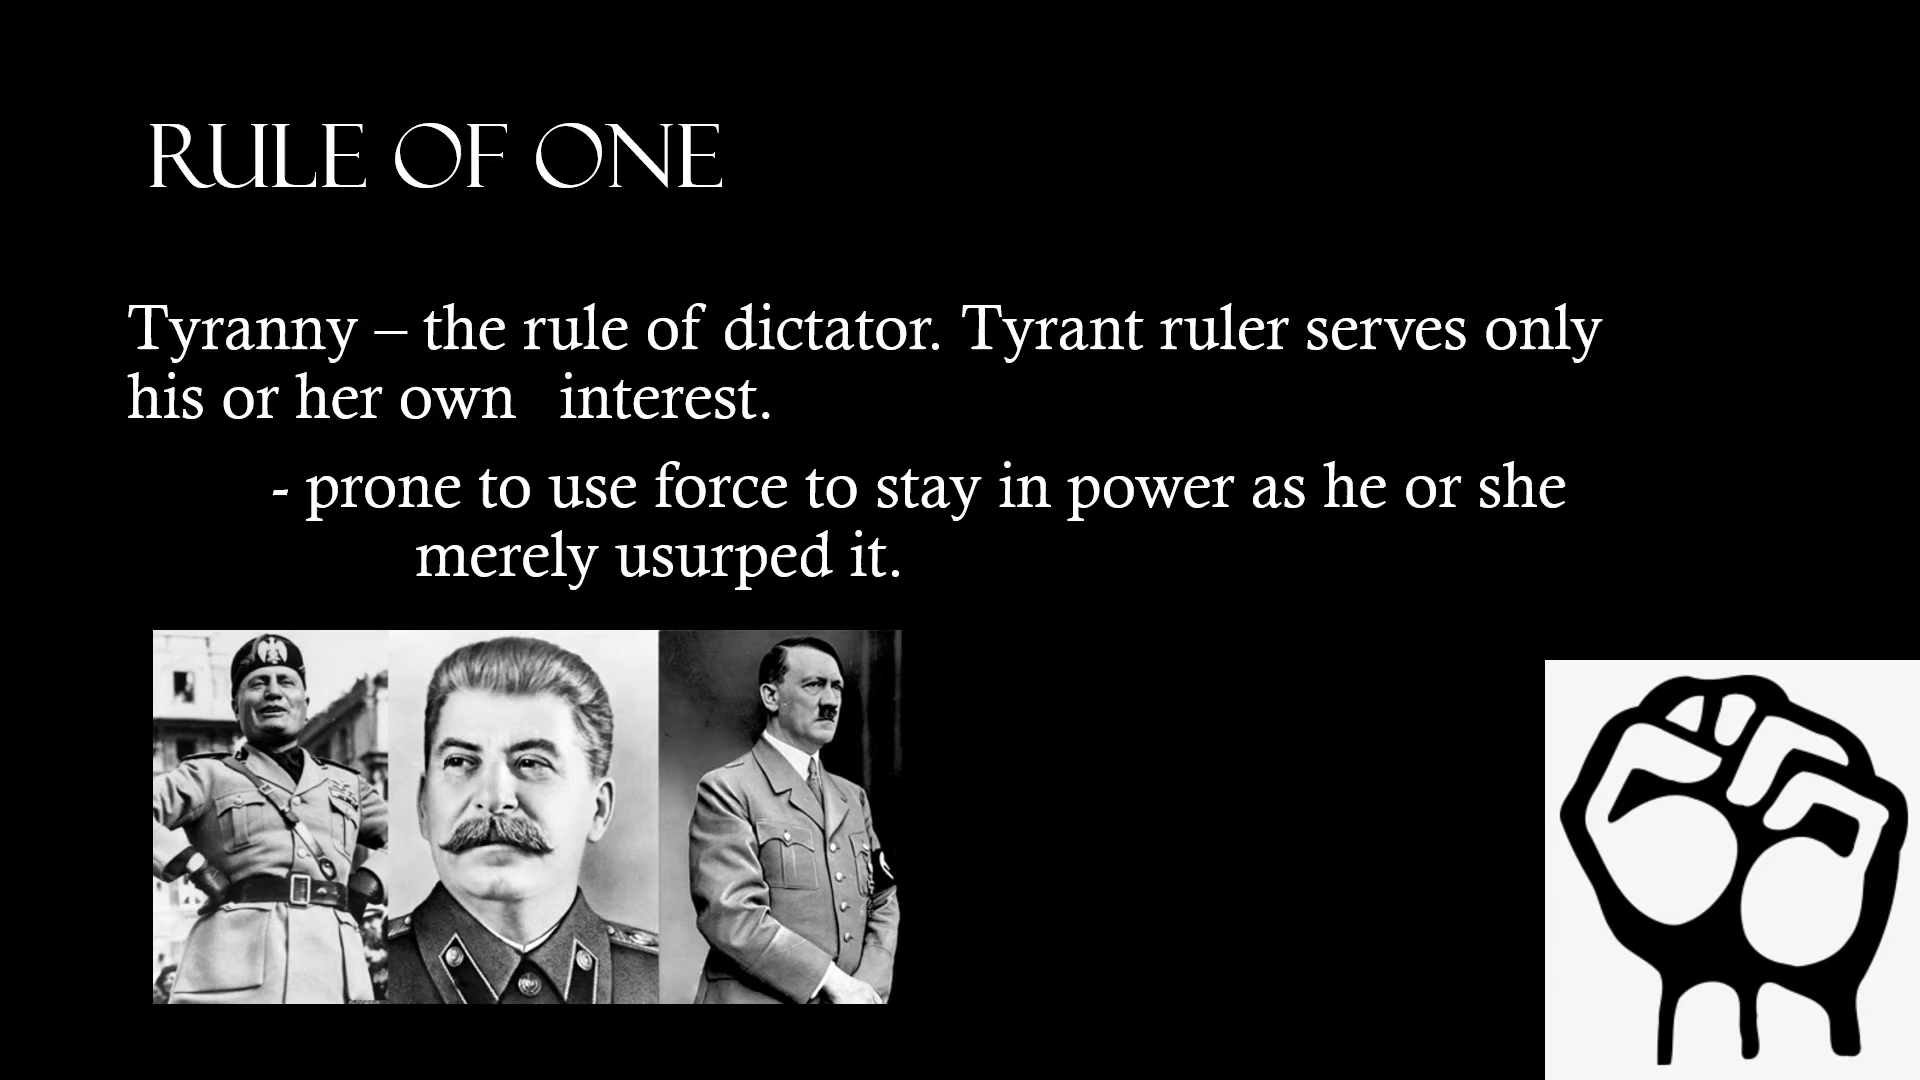 RULE OF ONE
Tyranny – the rule of dictator. Tyrant ruler serves only
his or her own interest.
- prone to use force to stay in power as he or she
merely usurped it.